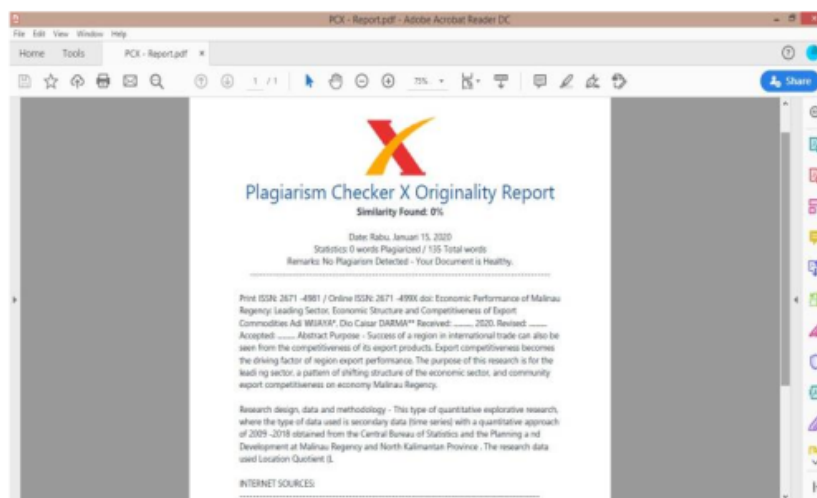 PCX - Report.pdf - Adobe Acrobat Reader DC
File Edit View Window Help
Home Tools PCX - Report.pdf ×
1 / 1 75%
Share
Plagiarism Checker X Originality Report
Similarity Found: 0%
Date: Rabu, Januari 15, 2020
Statistics: 0 words Plagiarized / 135 Total words
Remarks: No Plagiarism Detected - Your Document is Healthy.
Print ISSN: 2671 -4981 / Online ISSN: 2671 -499X doi: Economic Performance of Malinau
Regency: Leading Sector, Economic Structure and Competitiveness of Export
Commodities Adi WIJAYA*, Dio Caisar DARMA** Received: ____, 2020. Revised: ____
Accepted: ____ Abstract Purpose - Success of a region in international trade can also be
seen from the competitiveness of its export products. Export competitiveness becomes
the driving factor of region export performance. The purpose of this research is for the
leadi ng sector, a pattern of shifting structure of the economic sector, and community
export competitiveness on economy Malinau Regency.
Research design, data and methodology - This type of quantitative explorative research,
where the type of data used is secondary data (time series) with a quantitative approach
of 2009 -2018 obtained from the Central Bureau of Statistics and the Planning a nd
Development at Malinau Regency and North Kalimantan Province . The research data
used Location Quotient (L
INTERNET SOURCES: